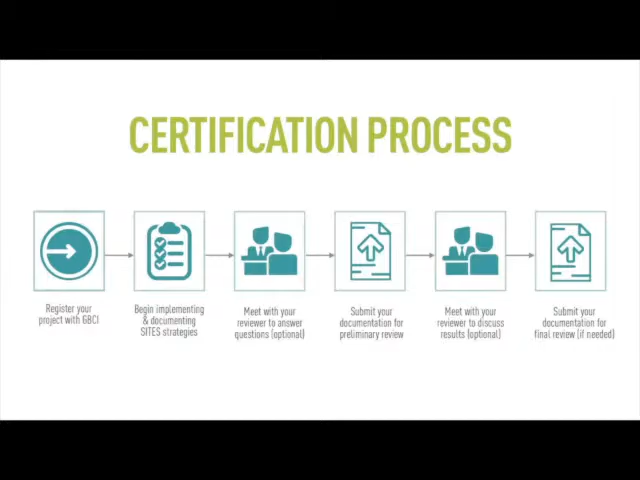 CERTIFICATION PROCESS
Register your
project with GBCI
Begin implementing
& documenting
SITES strategies
Meet with your
reviewer to answer
questions (optional)
Submit your
documentation for
preliminary review
Meet with your
reviewer to discuss
results (optional)
Submit your
documentation for
final review (if needed)